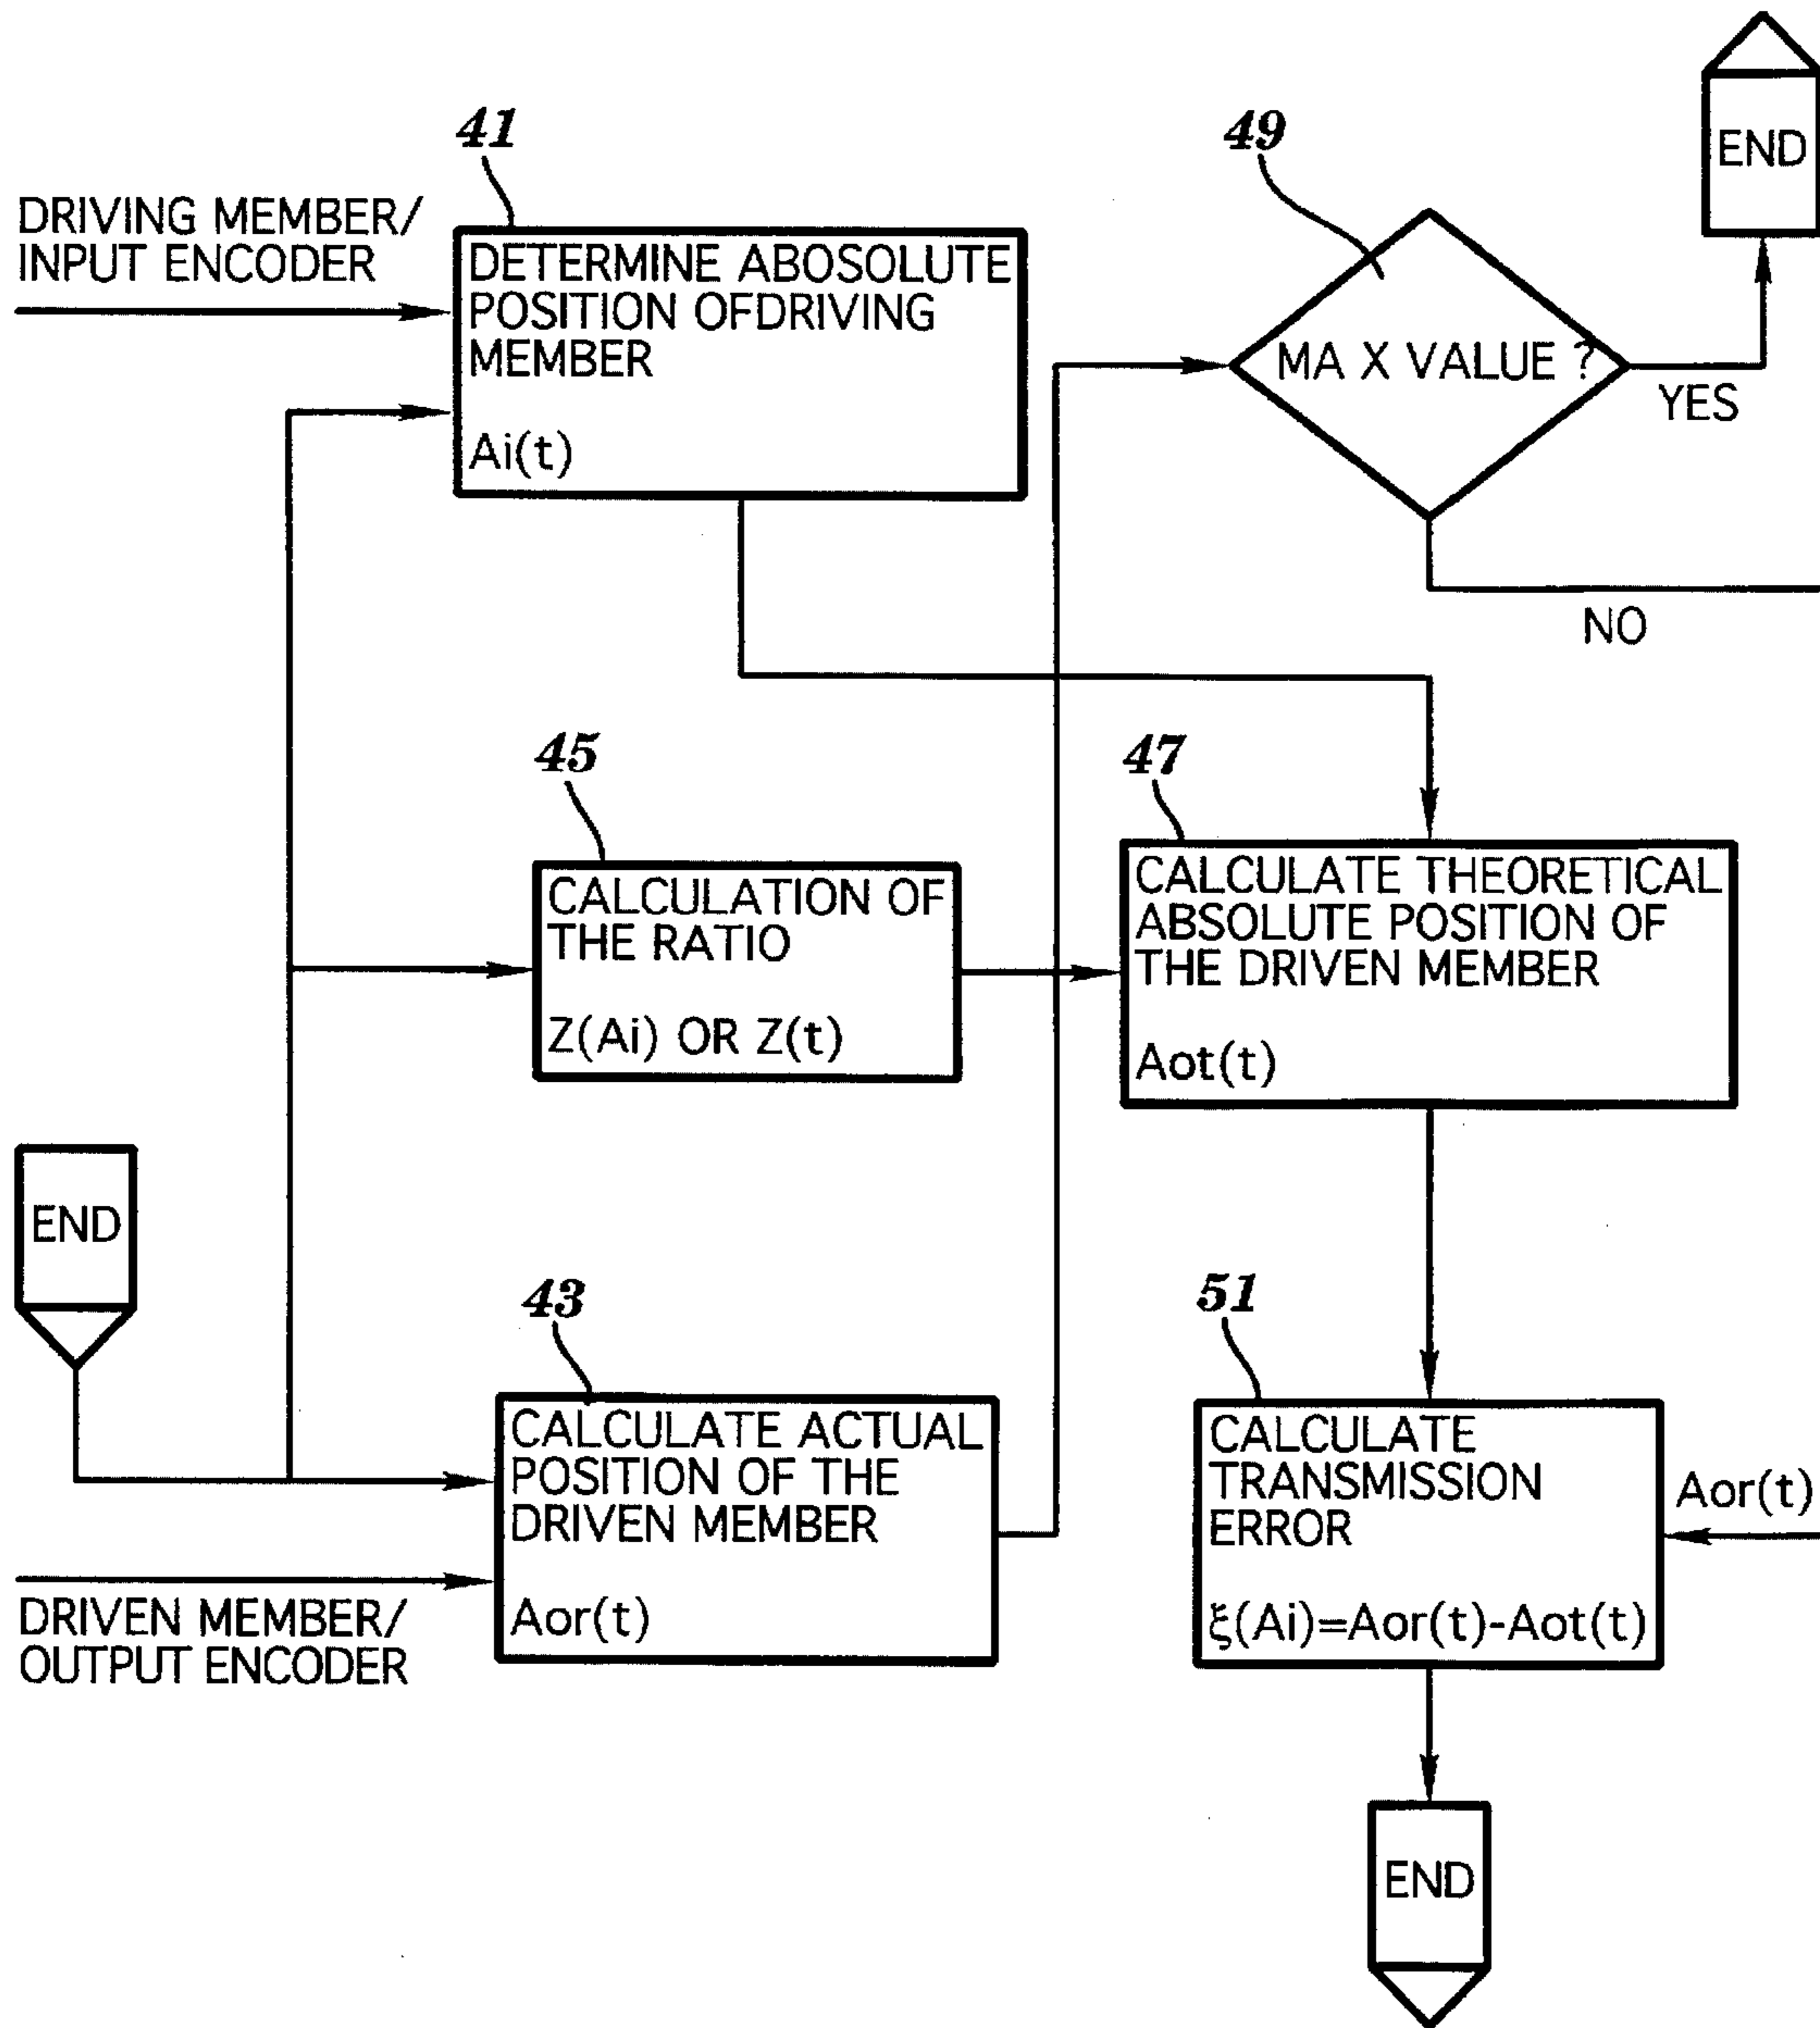 41
DRIVING MEMBER/
INPUT ENCODER
DETERMINE ABOSOLUTE
POSITION OFDRIVING
MEMBER
Ai(t)
49
MA X VALUE ?
YES
NO
END
45
CALCULATION OF
THE RATIO
Z(Ai) OR Z(t)
47
CALCULATE THEORETICAL
ABSOLUTE POSITION OF
THE DRIVEN MEMBER
Aot(t)
END
43
CALCULATE ACTUAL
POSITION OF THE
DRIVEN MEMBER
Aor(t)
DRIVEN MEMBER/
OUTPUT ENCODER
51
CALCULATE
TRANSMISSION
ERROR
ξ(Ai)=Aor(t)-Aot(t)
Aor(t)
END